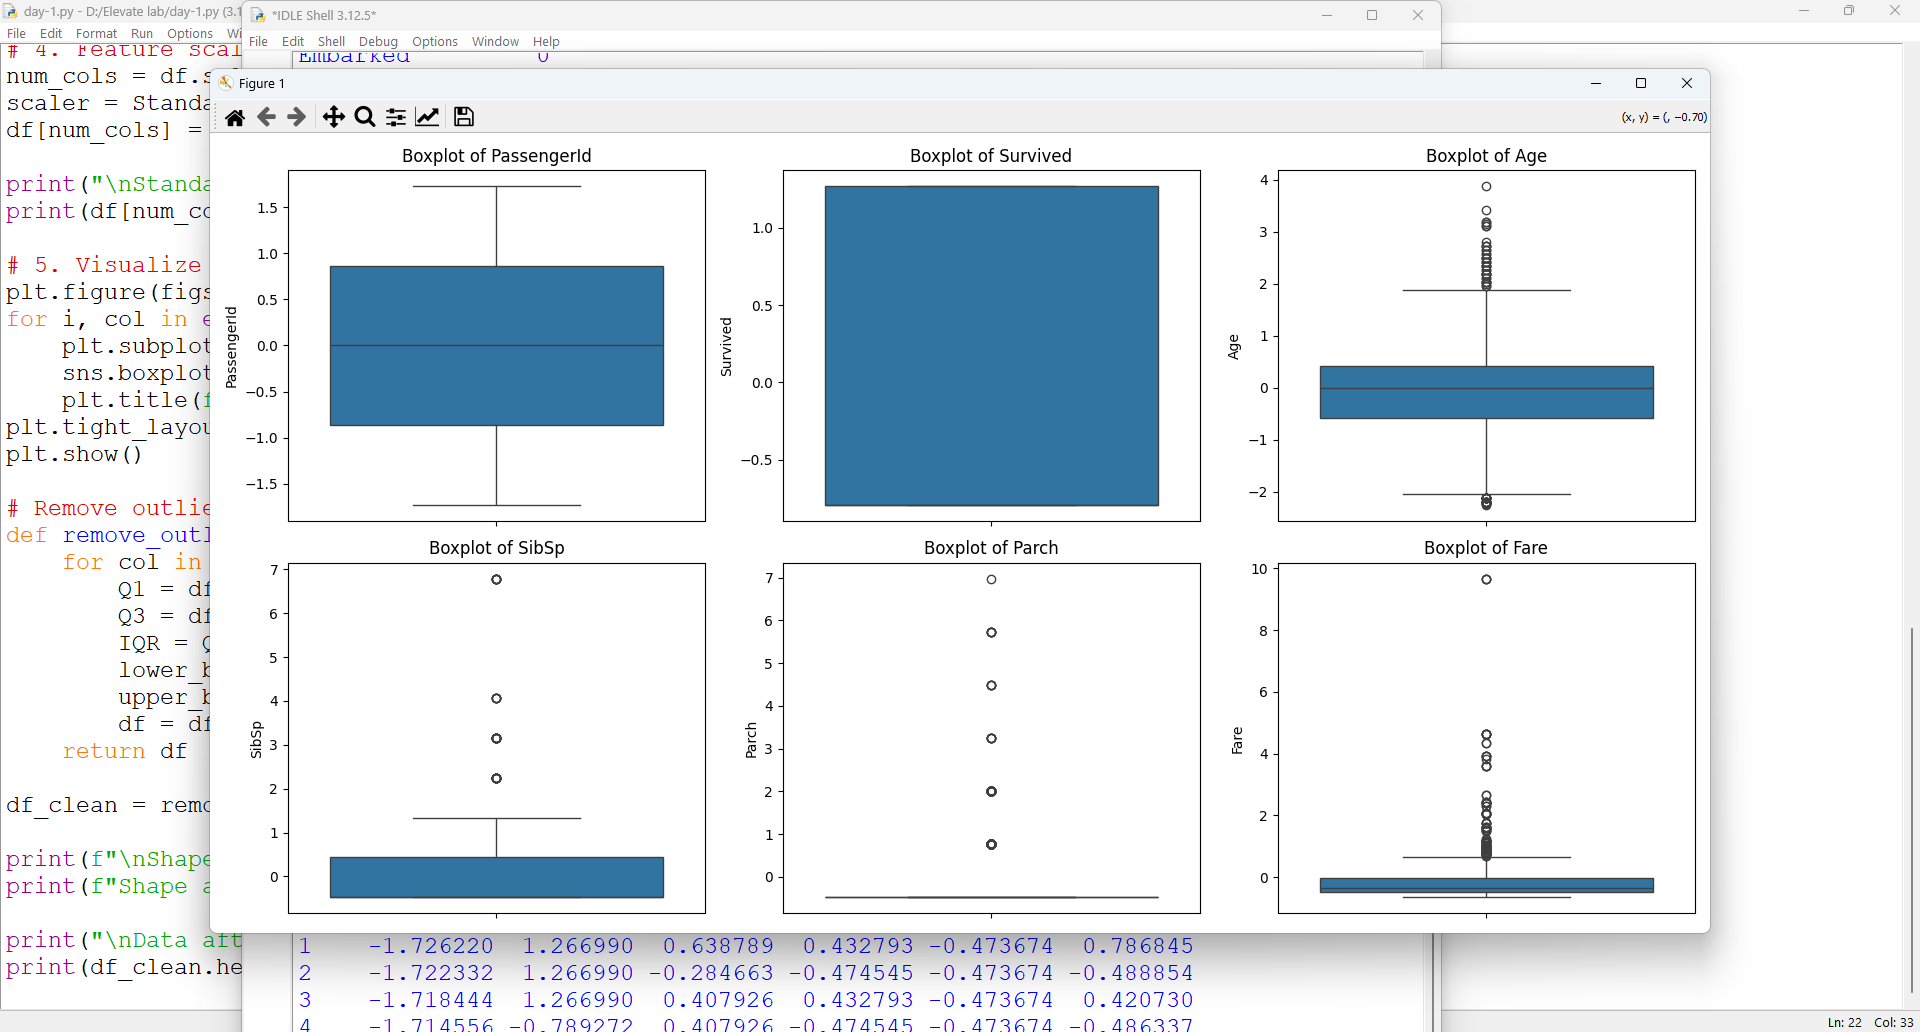 day-1.py - D:/Elevate lab/day-1.py (3.1
File Edit Format Run Options Wi
# 4. Feature scal
num_cols = df.s
scaler = Standa
df[num_cols] =
print("\nStanda
print(df[num_co
# 5. Visualize
plt.figure(figs
for i, col in e
plt.subplot
sns.boxplot
plt.title(f
plt.tight_layou
plt.show()
# Remove outlie
def remove_outl
for col in
Q1 = df
Q3 = df
IQR = Q
lower_b
upper_b
df = df
return df
df_clean = remo
print(f"\nShape
print(f"Shape a
print("\nData aft
print(df_clean.he
*IDLE Shell 3.12.5*
File Edit Shell Debug Options Window Help
Embarked 0
Figure 1
(x, y) = (, −0.70)
Boxplot of PassengerId
PassengerId
1.5
1.0
0.5
0.0
−0.5
−1.0
−1.5
Boxplot of Survived
Survived
1.0
0.5
0.0
−0.5
Boxplot of Age
Age
4
3
2
1
0
−1
−2
Boxplot of SibSp
SibSp
7
6
5
4
3
2
1
0
Boxplot of Parch
Parch
7
6
5
4
3
2
1
0
Boxplot of Fare
Fare
10
8
6
4
2
0
1 -1.726220 1.266990 0.638789 0.432793 -0.473674 0.786845
2 -1.722332 1.266990 -0.284663 -0.474545 -0.473674 -0.488854
3 -1.718444 1.266990 0.407926 0.432793 -0.473674 0.420730
4 -1.714556 -0.789272 0.407926 -0.474545 -0.473674 -0.486337
Ln: 22 Col: 33